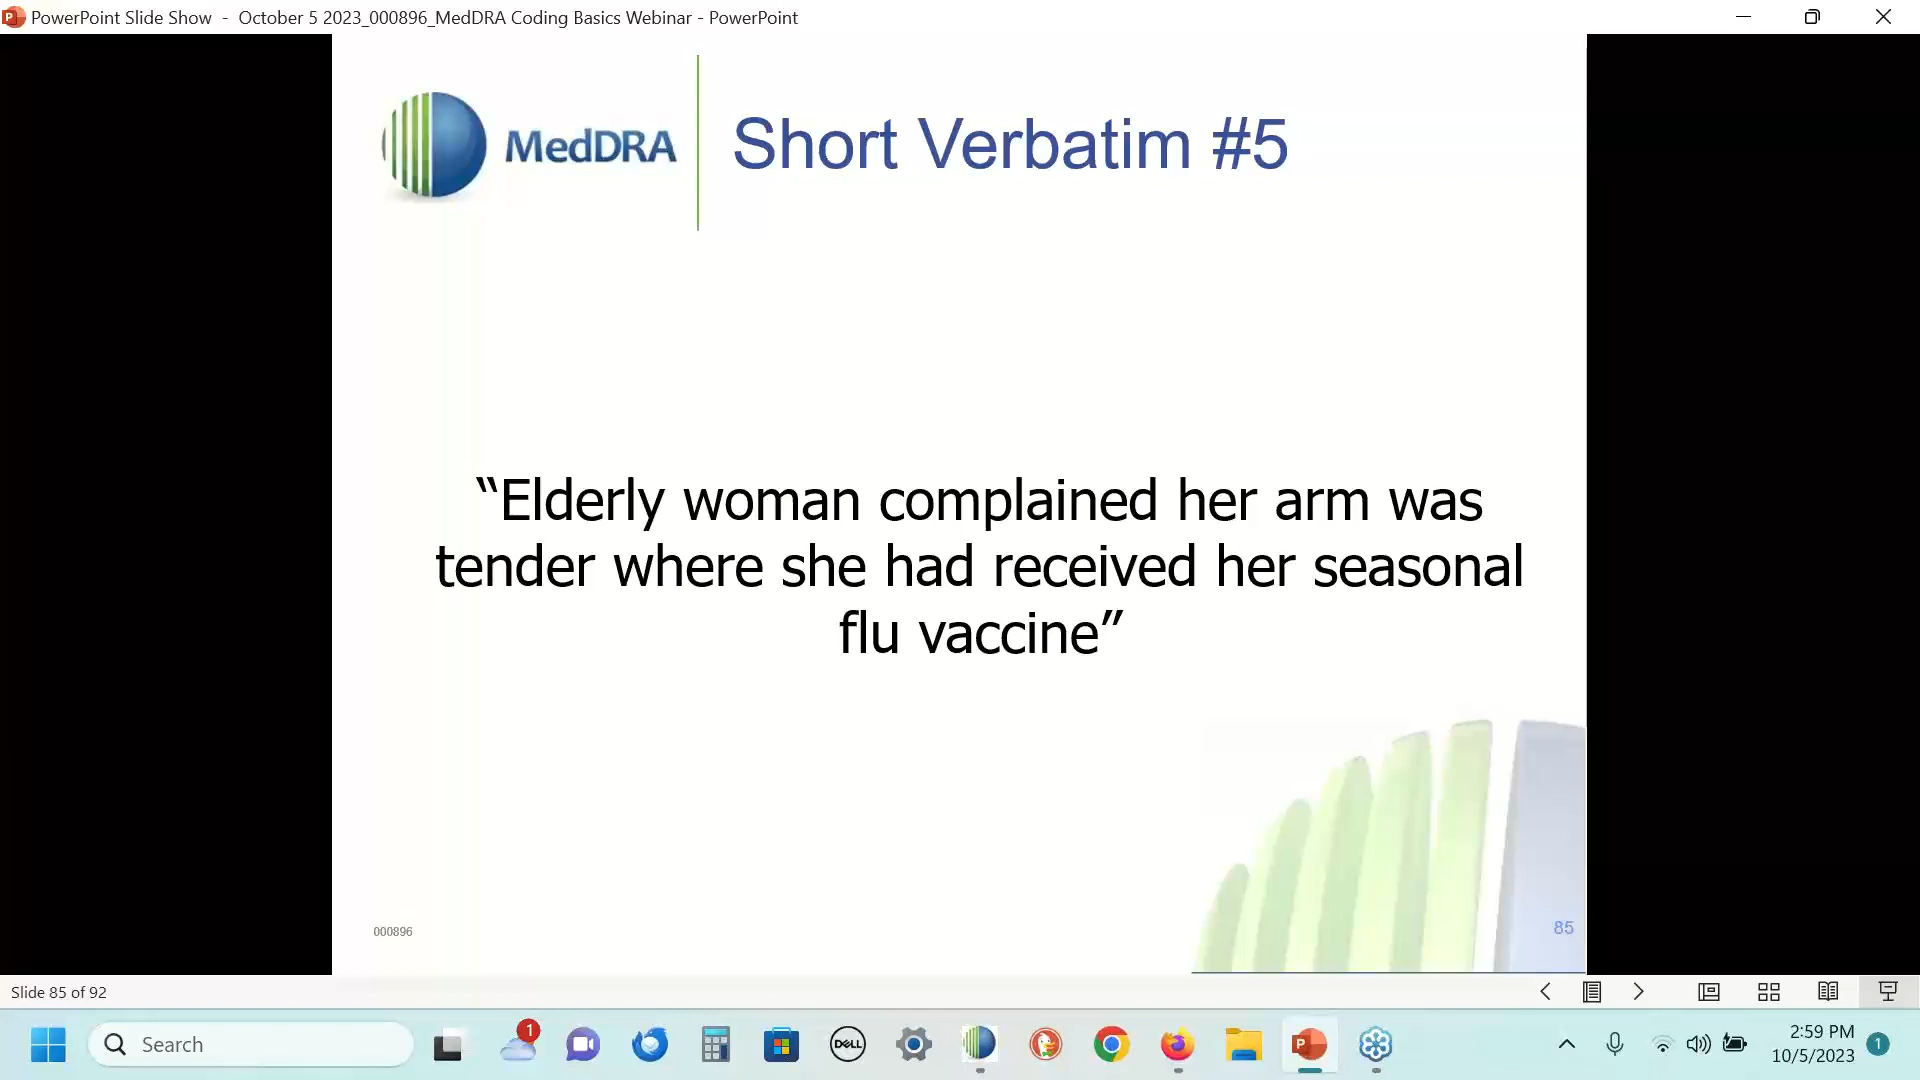 PowerPoint Slide Show - October 5 2023_000896_MedDRA Coding Basics Webinar - PowerPoint
MedDRA
Short Verbatim #5
“Elderly woman complained her arm was
tender where she had received her seasonal
flu vaccine”
000896
85
Slide 85 of 92
Search
1
DELL
P
2:59 PM
10/5/2023
1